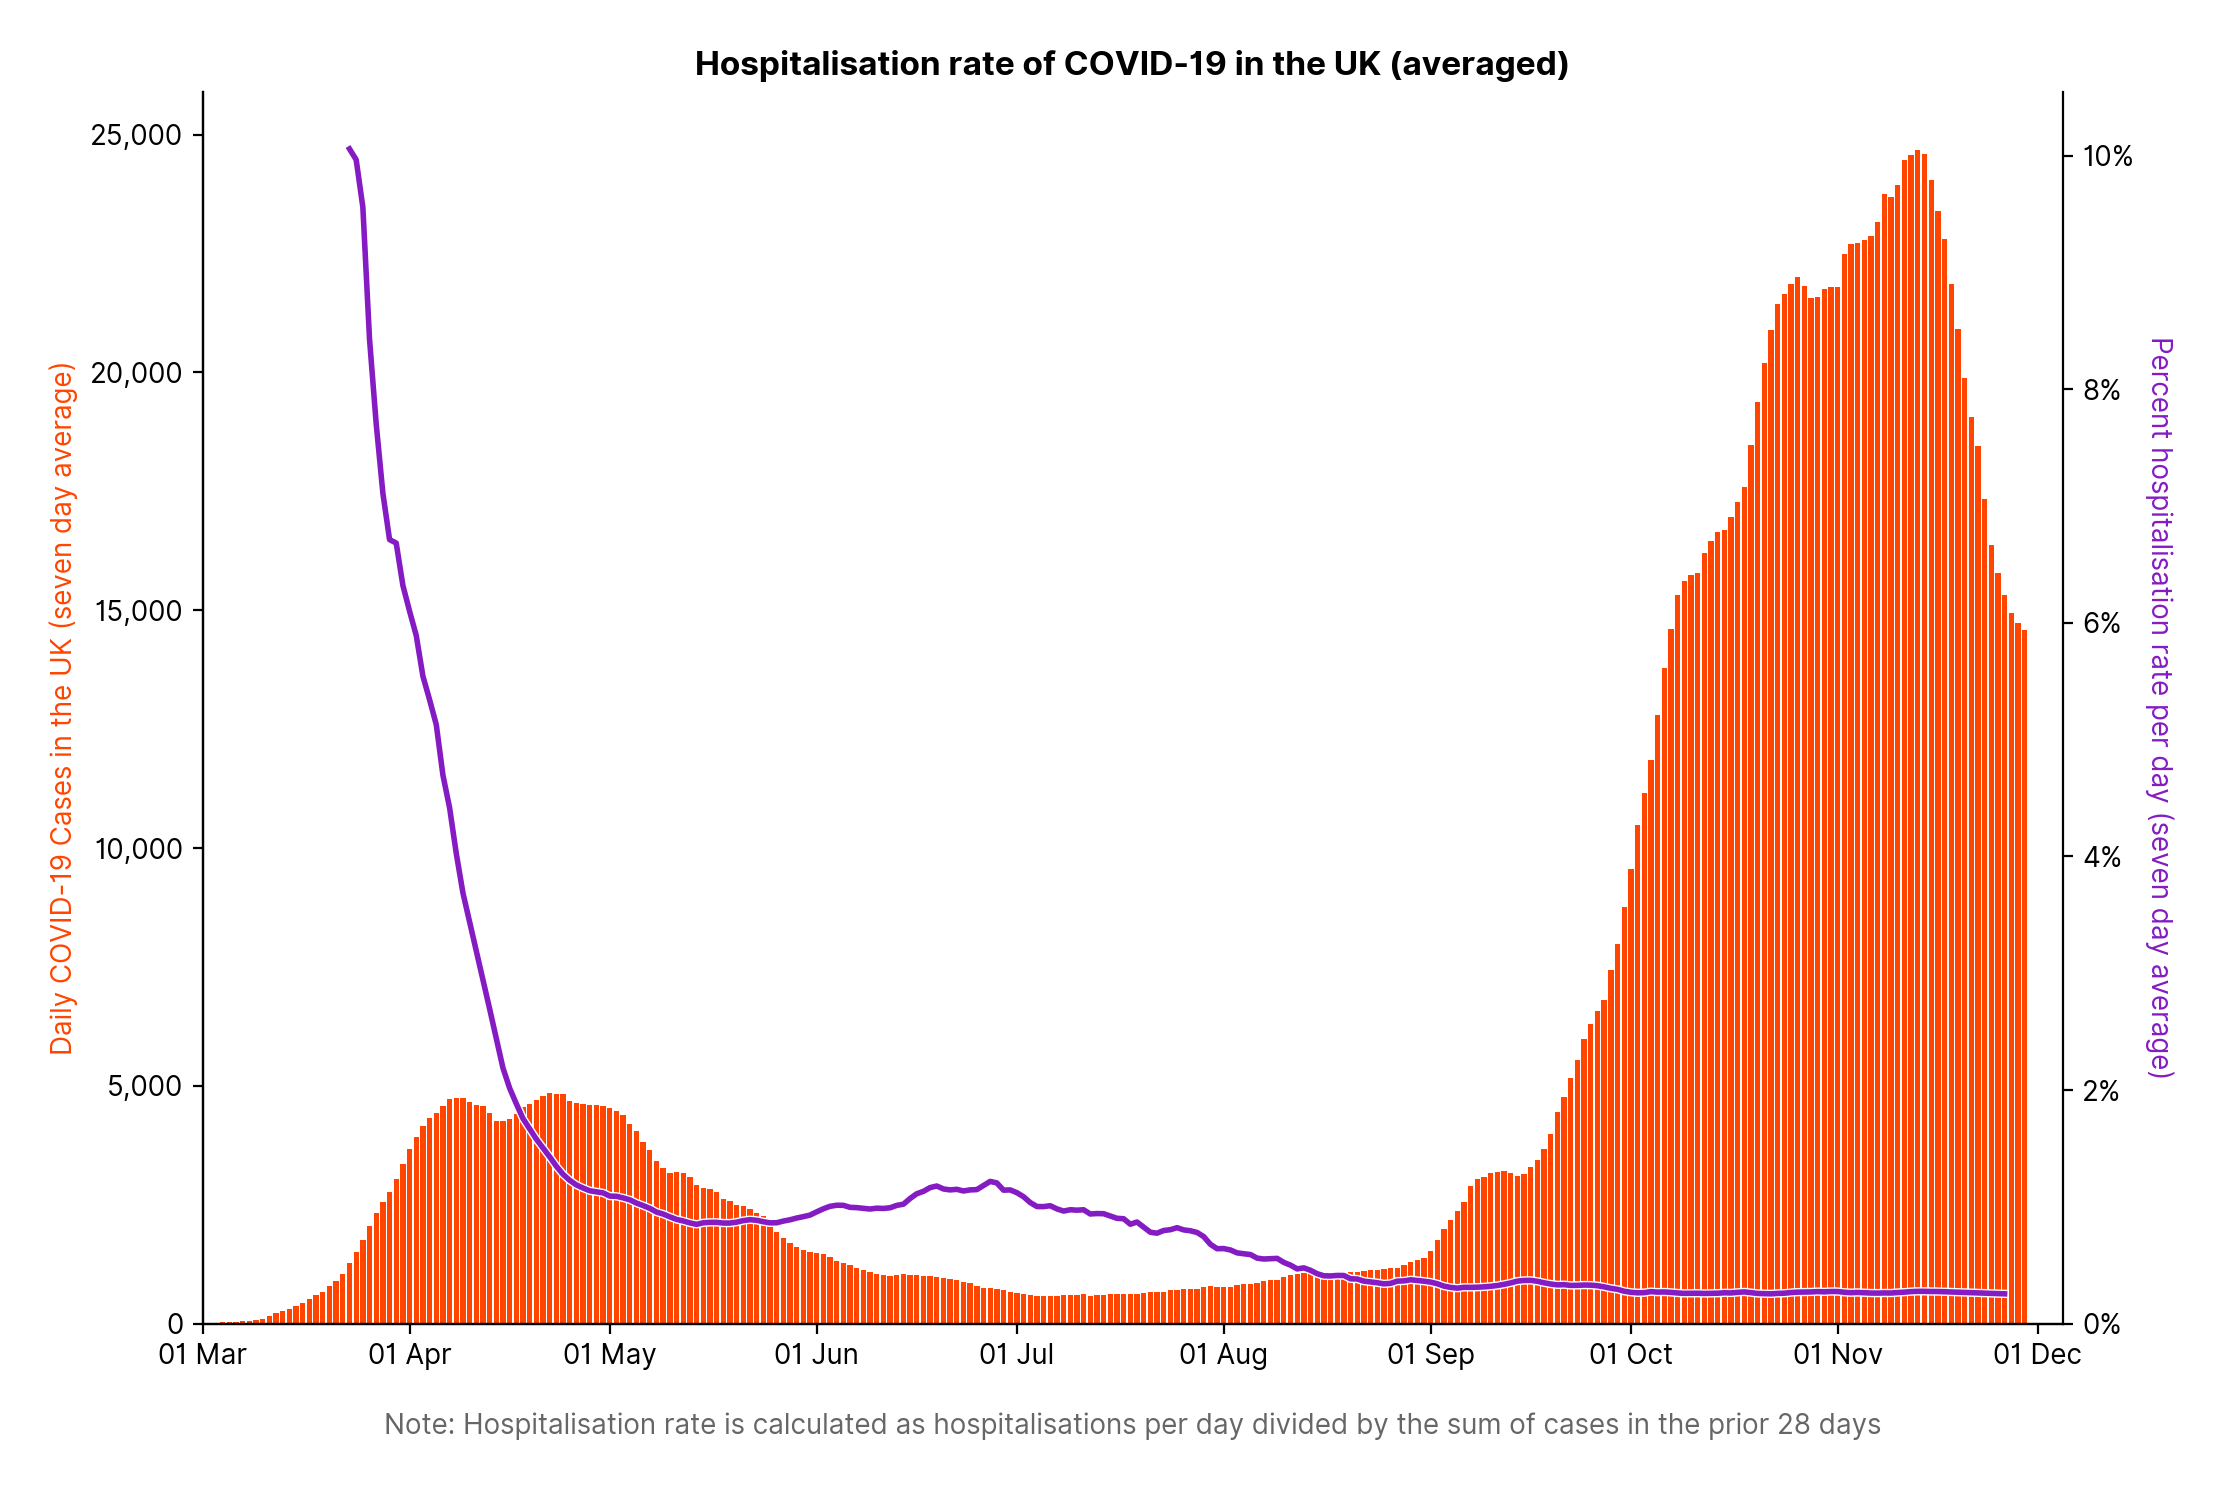 Hospitalisation rate of COVID-19 in the UK (averaged)
Daily COVID-19 Cases in the UK (seven day average)
25,000
20,000
15,000
10,000
5,000
0
10%
8%
6%
4%
2%
0%
Percent hospitalisation rate per day (seven day average)
01 Mar
01 Apr
01 May
01 Jun
01 Jul
01 Aug
01 Sep
01 Oct
01 Nov
01 Dec
Note: Hospitalisation rate is calculated as hospitalisations per day divided by the sum of cases in the prior 28 days